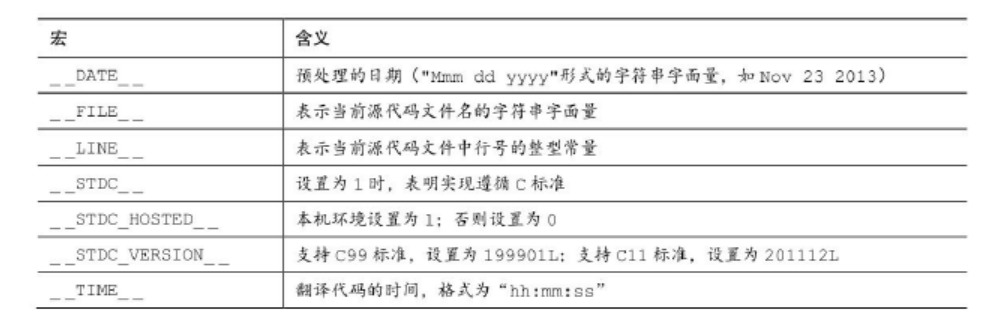 宏 含义
__DATE__ 预处理的日期（"Mmm dd yyyy"形式的字符串字面量，如 Nov 23 2013）
__FILE__ 表示当前源代码文件名的字符串字面量
__LINE__ 表示当前源代码文件中行号的整型常量
__STDC__ 设置为 1 时，表明实现遵循 C 标准
__STDC_HOSTED__ 本机环境设置为 1；否则设置为 0
__STDC_VERSION__ 支持 C99 标准，设置为 199901L；支持 C11 标准，设置为 201112L
__TIME__ 翻译代码的时间，格式为“hh:mm:ss”